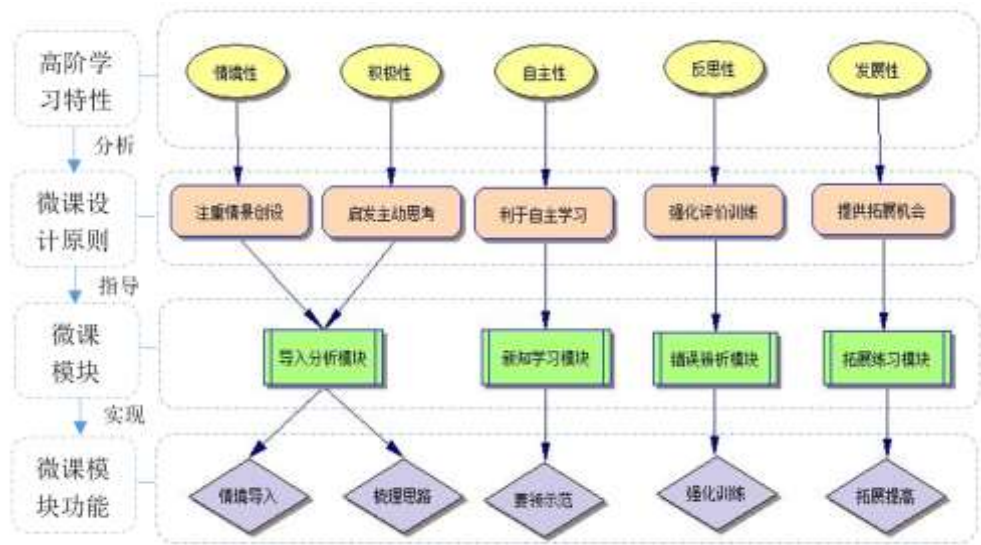 高阶学
习特性
情境性
积极性
自主性
反思性
发展性
分析
微课设
计原则
注重情景创设
启发主动思考
利于自主学习
强化评价训练
提供拓展机会
指导
微课
模块
导入分析模块
新知学习模块
错误辨析模块
拓展练习模块
实现
微课模
块功能
情境导入
梳理思路
要领示范
强化训练
拓展提高